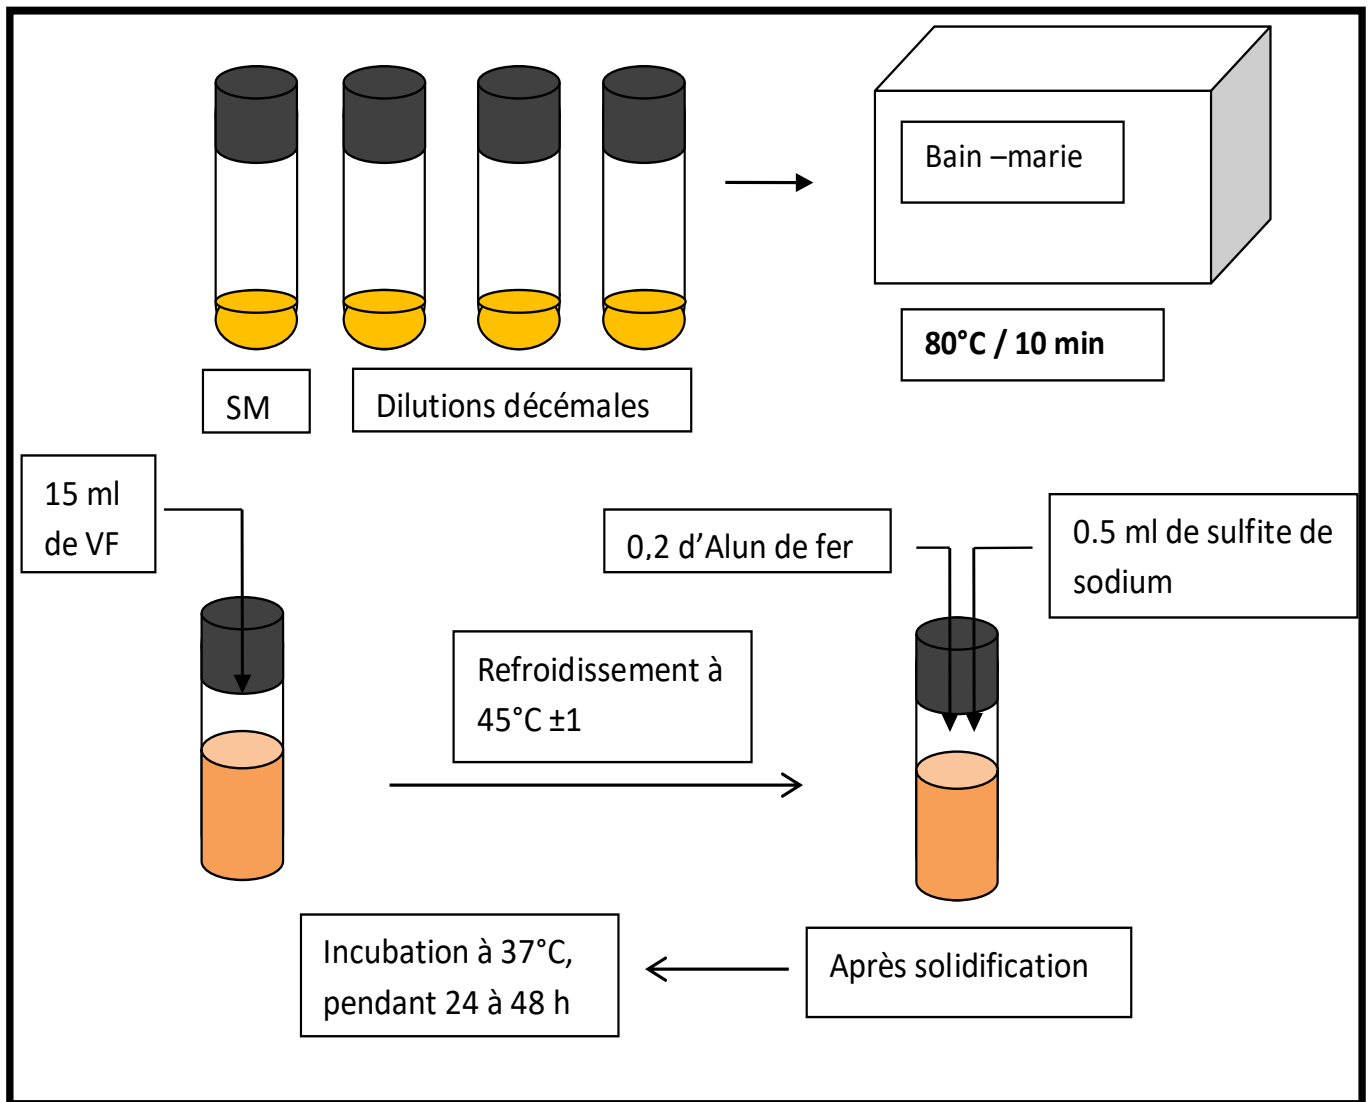 Bain –marie
80°C / 10 min
SM
Dilutions décémales
15 ml
de VF
0,2 d’Alun de fer
0.5 ml de sulfite de
sodium
Refroidissement à
45°C ±1
Après solidification
Incubation à 37°C,
pendant 24 à 48 h